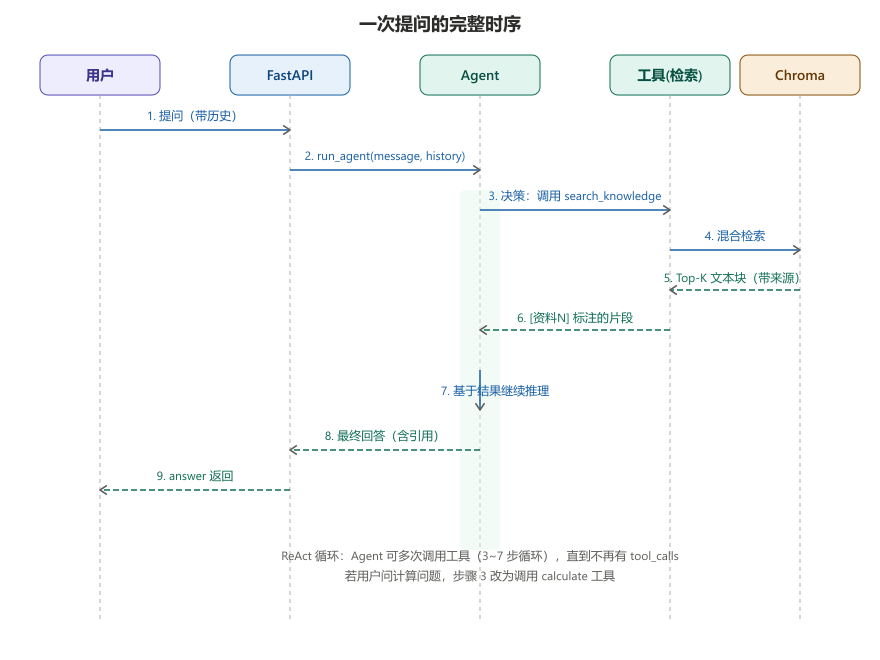 一次提问的完整时序
用户
FastAPI
Agent
工具(检索)
Chroma
1. 提问（带历史）
2. run_agent(message, history)
3. 决策：调用 search_knowledge
4. 混合检索
5. Top-K 文本块（带来源）
6. [资料N] 标注的片段
7. 基于结果继续推理
8. 最终回答（含引用）
9. answer 返回
ReAct 循环：Agent 可多次调用工具（3~7 步循环），直到不再有 tool_calls
若用户问计算问题，步骤 3 改为调用 calculate 工具